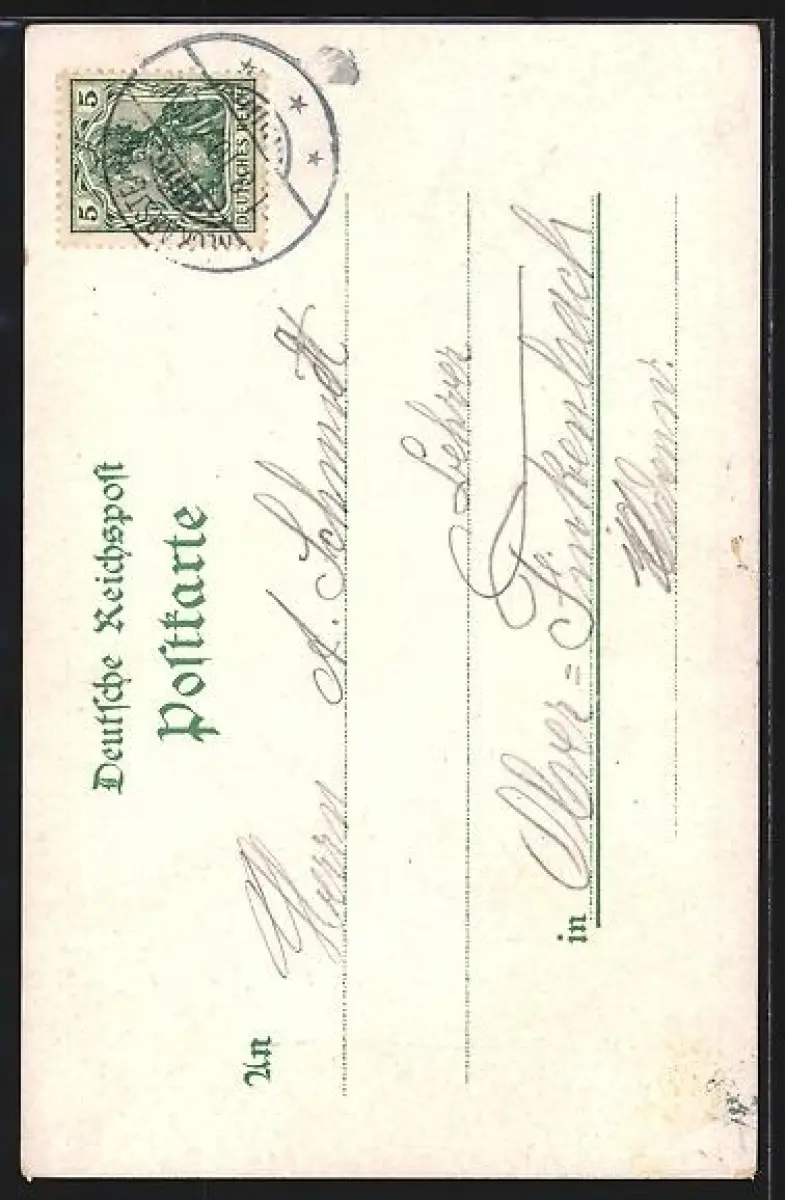 Deutsche Reichspost
Postkarte
5 5
DEUTSCHES REICH
An Herrn A. Schmidt
Lehrer
in Ober=Finkenbach